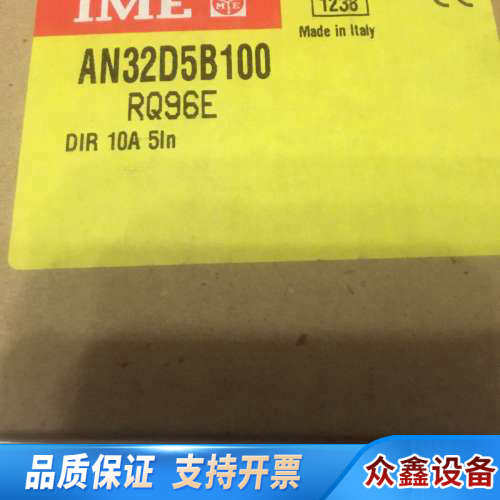 IME
1238
Made in Italy
AN32D5B100
RQ96E
DIR 10A 5In
品质保证 支持开票 众鑫设备